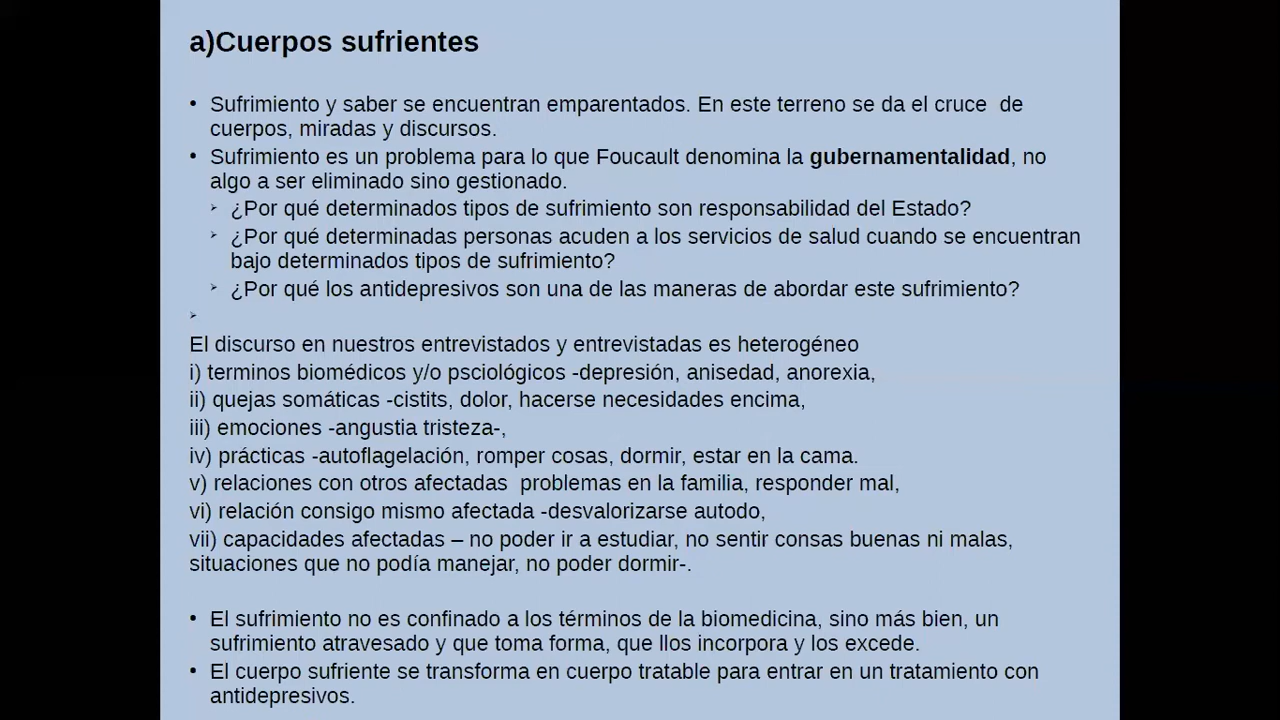 a)Cuerpos sufrientes
• Sufrimiento y saber se encuentran emparentados. En este terreno se da el cruce  de
cuerpos, miradas y discursos.
• Sufrimiento es un problema para lo que Foucault denomina la gubernamentalidad, no
algo a ser eliminado sino gestionado.
➢ ¿Por qué determinados tipos de sufrimiento son responsabilidad del Estado?
➢ ¿Por qué determinadas personas acuden a los servicios de salud cuando se encuentran
bajo determinados tipos de sufrimiento?
➢ ¿Por qué los antidepresivos son una de las maneras de abordar este sufrimiento?
➢
El discurso en nuestros entrevistados y entrevistadas es heterogéneo
i) terminos biomédicos y/o psciológicos -depresión, anisedad, anorexia,
ii) quejas somáticas -cistits, dolor, hacerse necesidades encima,
iii) emociones -angustia tristeza-,
iv) prácticas -autoflagelación, romper cosas, dormir, estar en la cama.
v) relaciones con otros afectadas  problemas en la familia, responder mal,
vi) relación consigo mismo afectada -desvalorizarse autodo,
vii) capacidades afectadas – no poder ir a estudiar, no sentir consas buenas ni malas,
situaciones que no podía manejar, no poder dormir-.
• El sufrimiento no es confinado a los términos de la biomedicina, sino más bien, un
sufrimiento atravesado y que toma forma, que llos incorpora y los excede.
• El cuerpo sufriente se transforma en cuerpo tratable para entrar en un tratamiento con
antidepresivos.